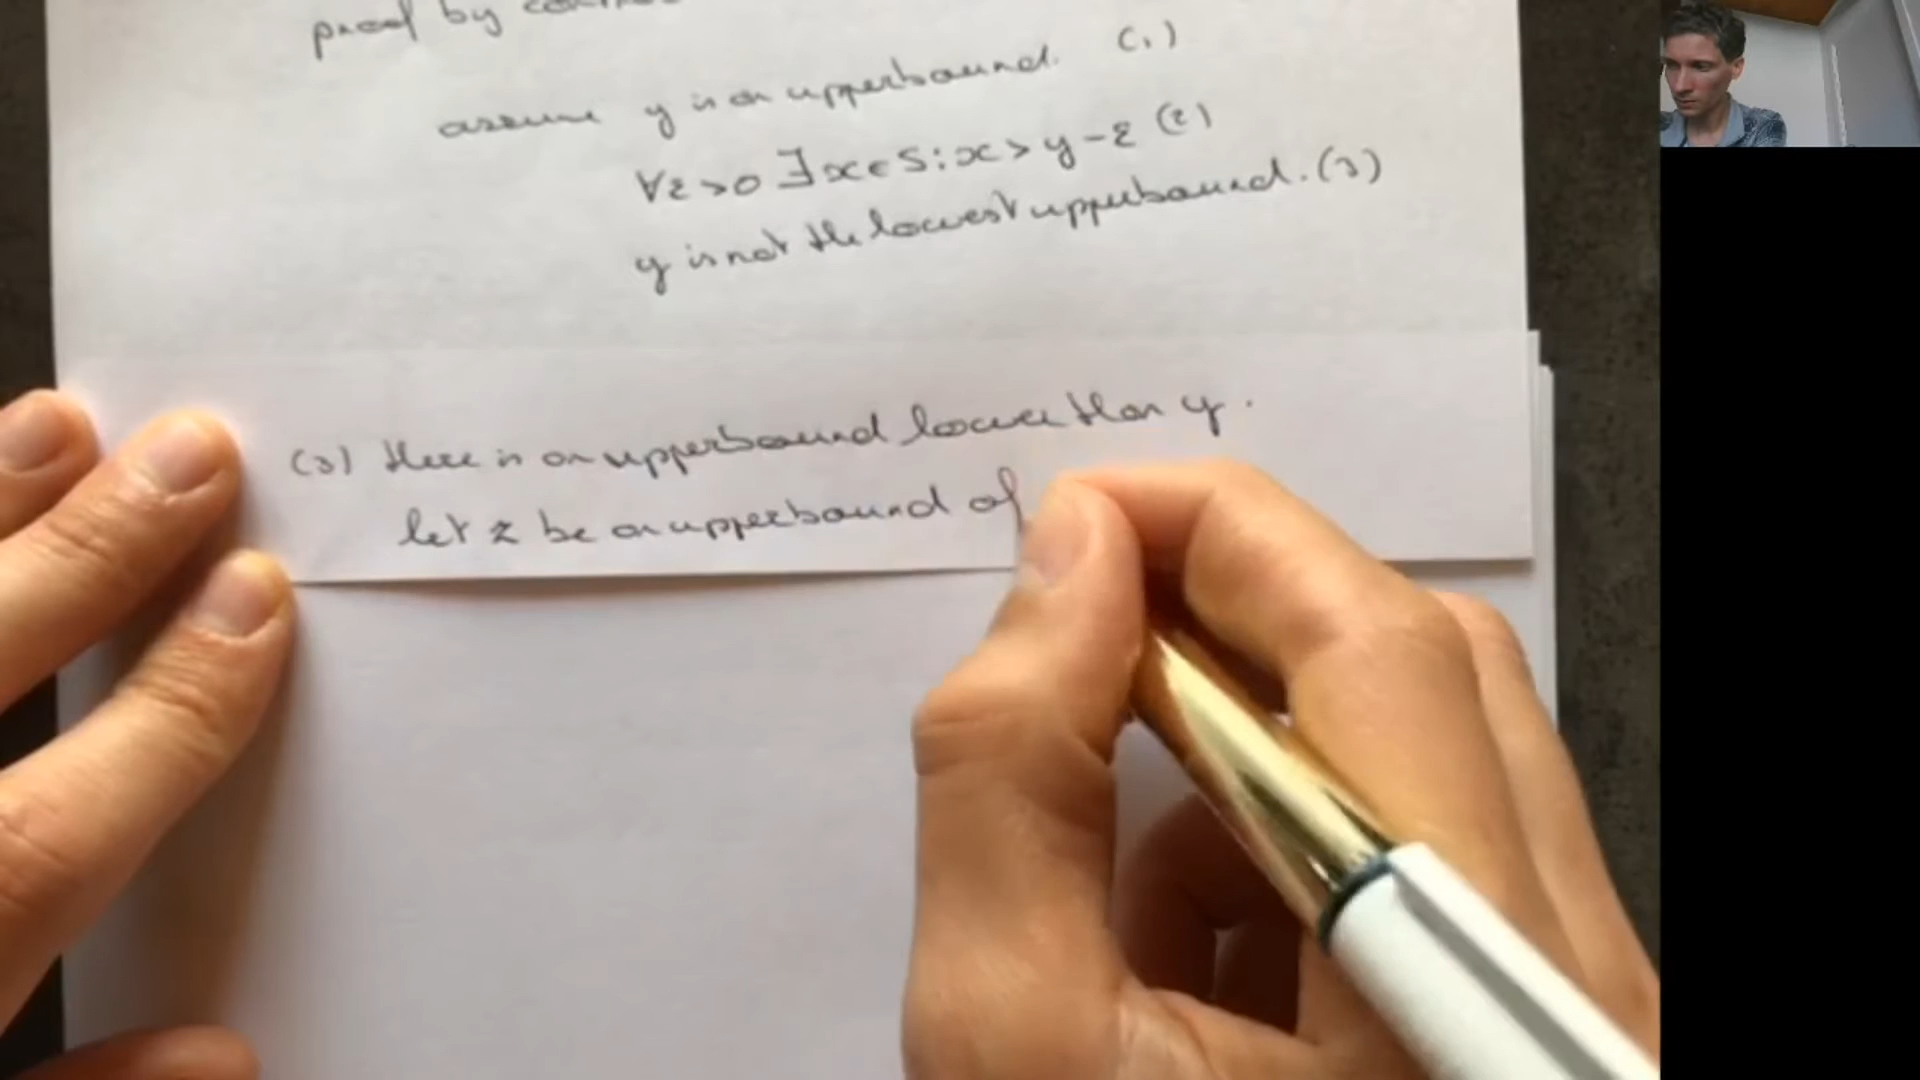 proof by
assume y is an upperbound. (1)
∀ε>0 ∃x∈S: x>y-ε (2)
y is not the lowest upperbound. (3)
(3) there is an upperbound lower than y.
let z be an upperbound of